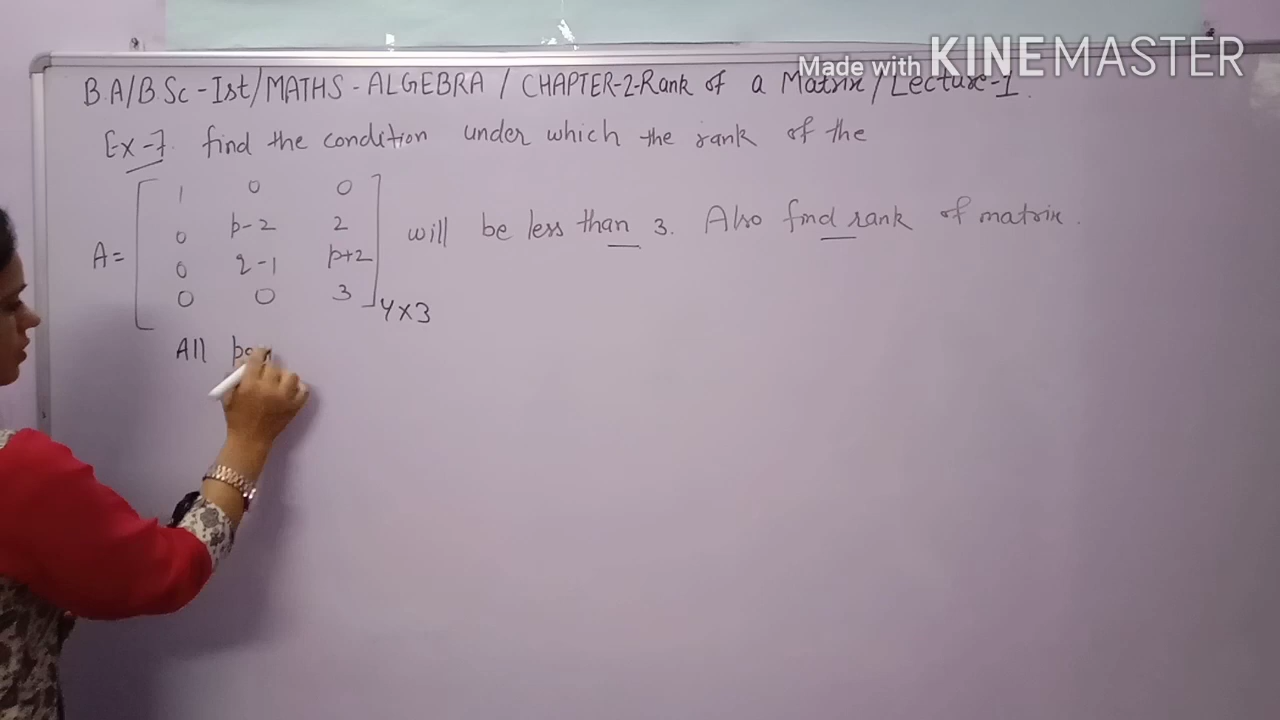 Made with KINEMASTER
B.A/B Sc - Ist/MATHS - ALGEBRA / CHAPTER-2-Rank of a Matrix / Lecture-1.
Ex-7. find the condition under which the rank of the
A = [ 1 0 0
0 p-2 2
0 q-1 p+2
0 0 3 ] 4×3 will be less than 3. Also find rank of matrix.
All